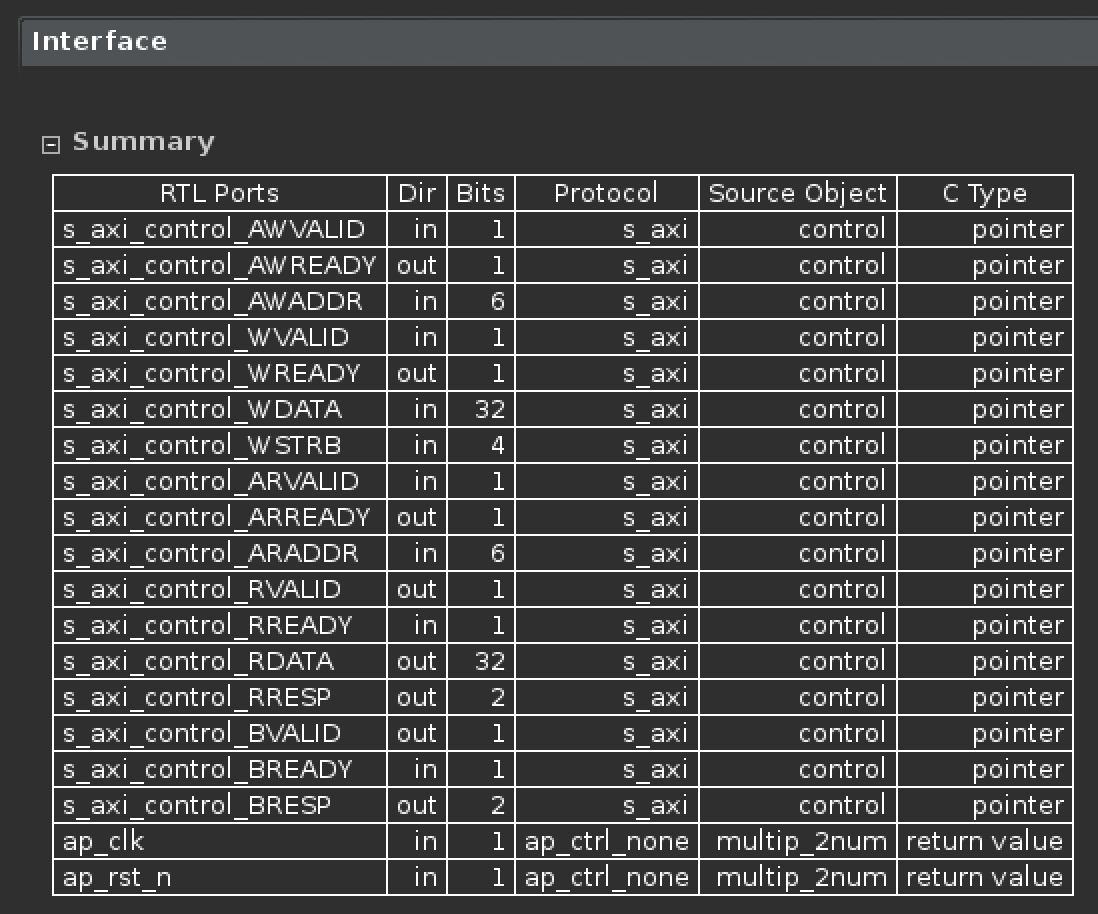 Interface
Summary
RTL Ports Dir Bits Protocol Source Object C Type
s_axi_control_AWVALID in 1 s_axi control pointer
s_axi_control_AWREADY out 1 s_axi control pointer
s_axi_control_AWADDR in 6 s_axi control pointer
s_axi_control_WVALID in 1 s_axi control pointer
s_axi_control_WREADY out 1 s_axi control pointer
s_axi_control_WDATA in 32 s_axi control pointer
s_axi_control_WSTRB in 4 s_axi control pointer
s_axi_control_ARVALID in 1 s_axi control pointer
s_axi_control_ARREADY out 1 s_axi control pointer
s_axi_control_ARADDR in 6 s_axi control pointer
s_axi_control_RVALID out 1 s_axi control pointer
s_axi_control_RREADY in 1 s_axi control pointer
s_axi_control_RDATA out 32 s_axi control pointer
s_axi_control_RRESP out 2 s_axi control pointer
s_axi_control_BVALID out 1 s_axi control pointer
s_axi_control_BREADY in 1 s_axi control pointer
s_axi_control_BRESP out 2 s_axi control pointer
ap_clk in 1 ap_ctrl_none multip_2num return value
ap_rst_n in 1 ap_ctrl_none multip_2num return value